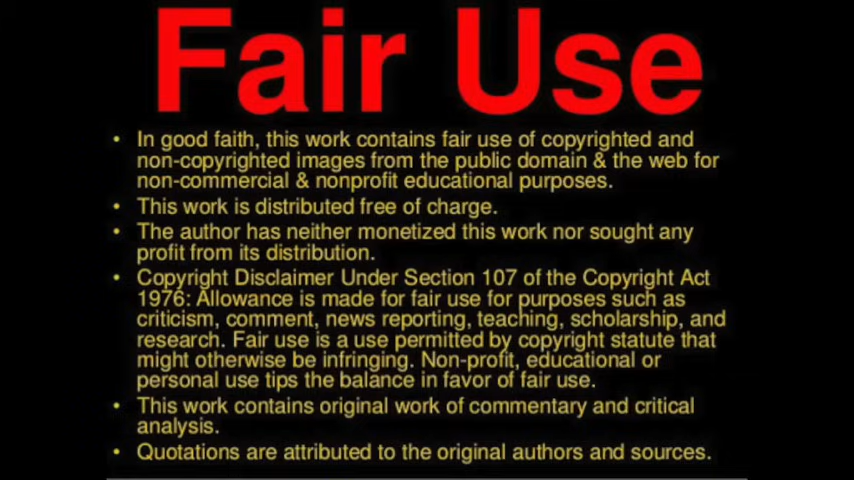 Fair Use
• In good faith, this work contains fair use of copyrighted and
non-copyrighted images from the public domain & the web for
non-commercial & nonprofit educational purposes.
• This work is distributed free of charge.
• The author has neither monetized this work nor sought any
profit from its distribution.
• Copyright Disclaimer Under Section 107 of the Copyright Act
1976: Allowance is made for fair use for purposes such as
criticism, comment, news reporting, teaching, scholarship, and
research. Fair use is a use permitted by copyright statute that
might otherwise be infringing. Non-profit, educational or
personal use tips the balance in favor of fair use.
• This work contains original work of commentary and critical
analysis.
• Quotations are attributed to the original authors and sources.